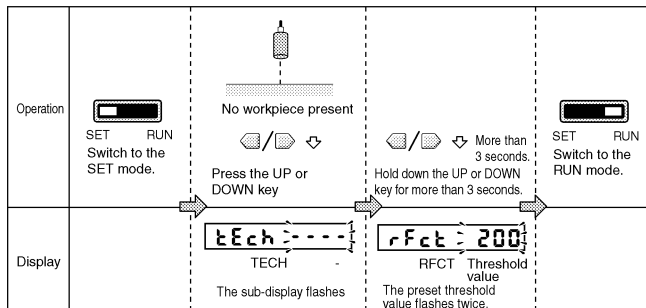 Operation
SET RUN
Switch to the
SET mode.
No workpiece present
/
Press the UP or
DOWN key
/
More than
3 seconds.
Hold down the UP or DOWN
key for more than 3 seconds.
SET RUN
Switch to the
RUN mode.
Display
tEch ----
TECH -
The sub-display flashes
rFct 200
RFCT Threshold
value
The preset threshold
value flashes twice.